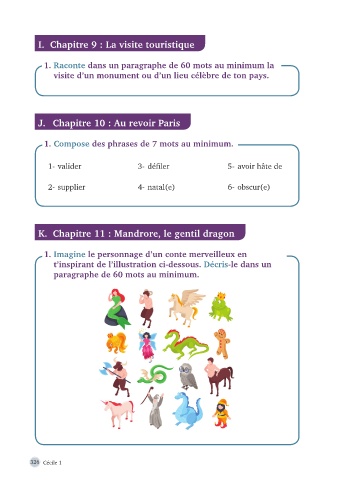 I. Chapitre 9 : La visite touristique
1. Raconte dans un paragraphe de 60 mots au minimum la
visite d'un monument ou d'un lieu célèbre de ton pays.
J. Chapitre 10 : Au revoir Paris
1. Compose des phrases de 7 mots au minimum.
1- valider 3- défiler 5- avoir hâte de
2- supplier 4- natal(e) 6- obscur(e)
K. Chapitre 11 : Mandrore, le gentil dragon
1. Imagine le personnage d'un conte merveilleux en
t'inspirant de l'illustration ci-dessous. Décris-le dans un
paragraphe de 60 mots au minimum.
328 Cécile 1